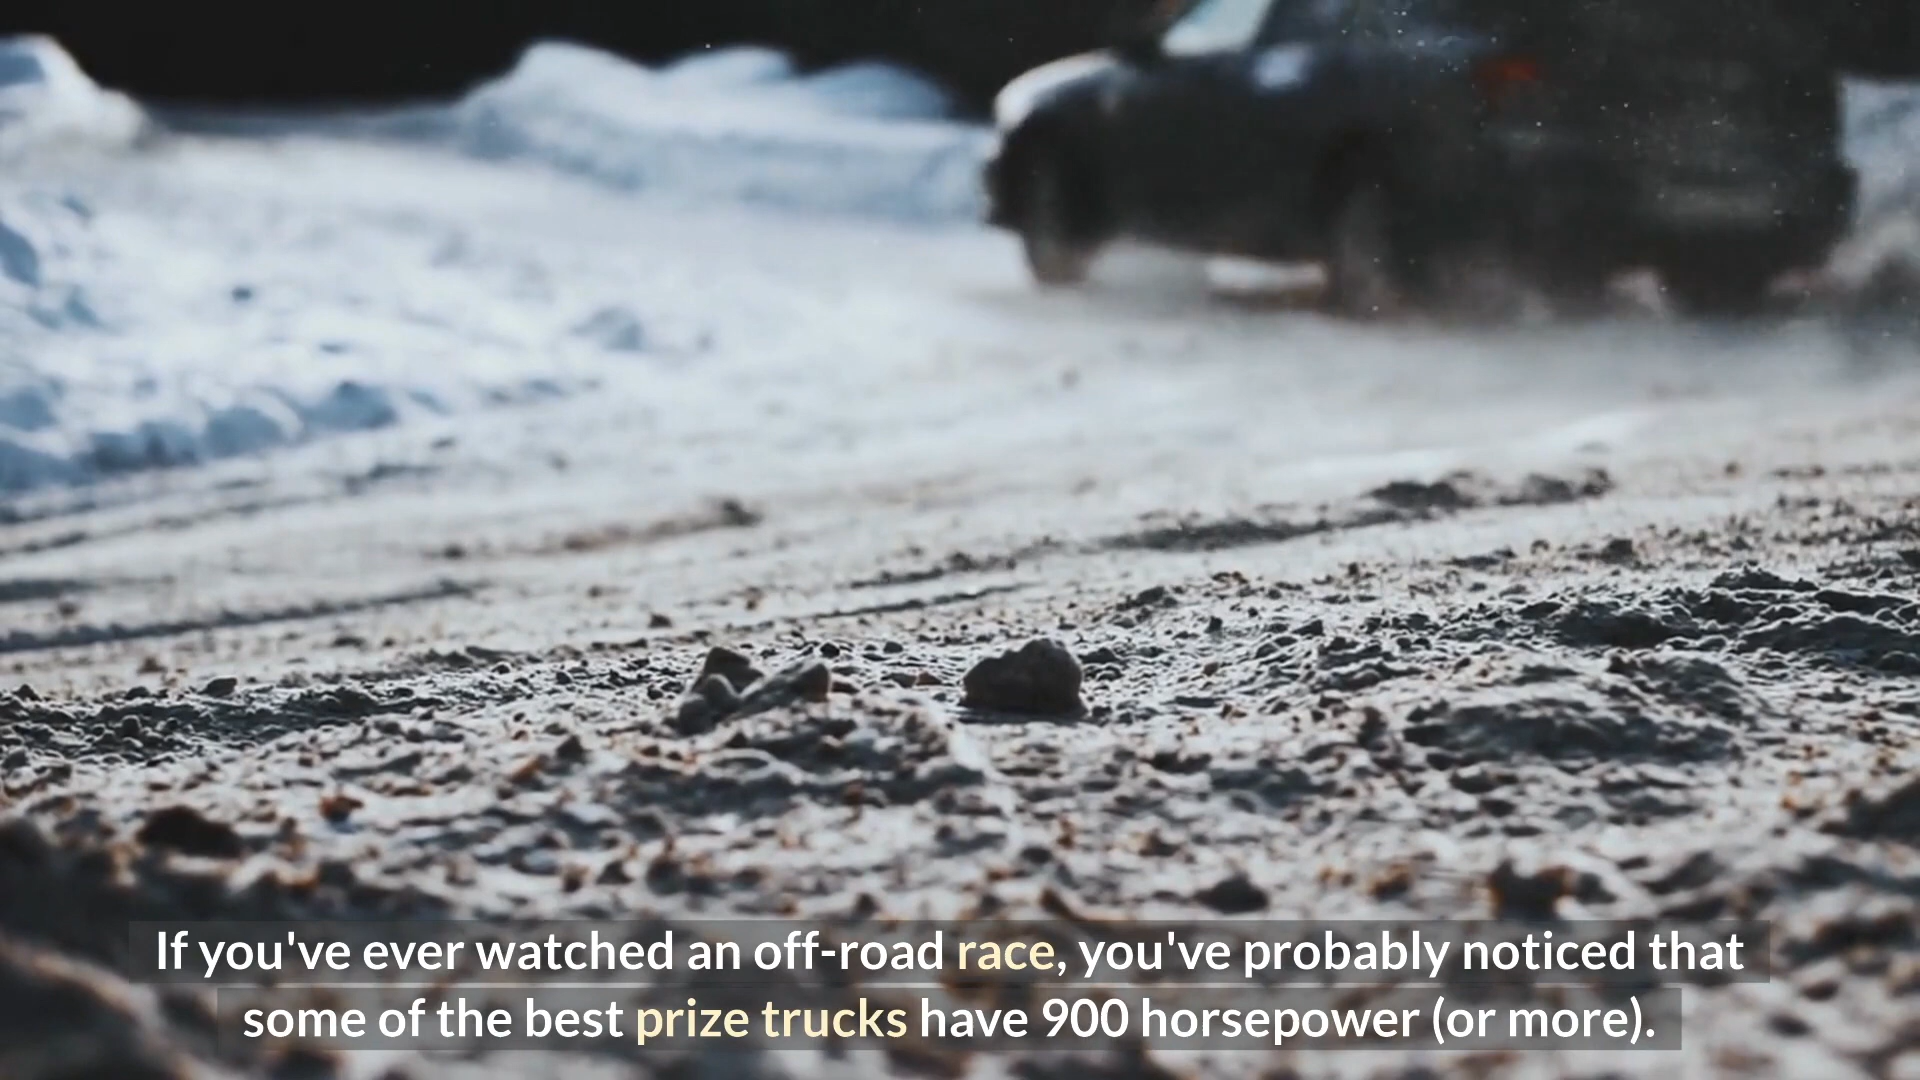 If you've ever watched an off-road race, you've probably noticed that
some of the best prize trucks have 900 horsepower (or more).